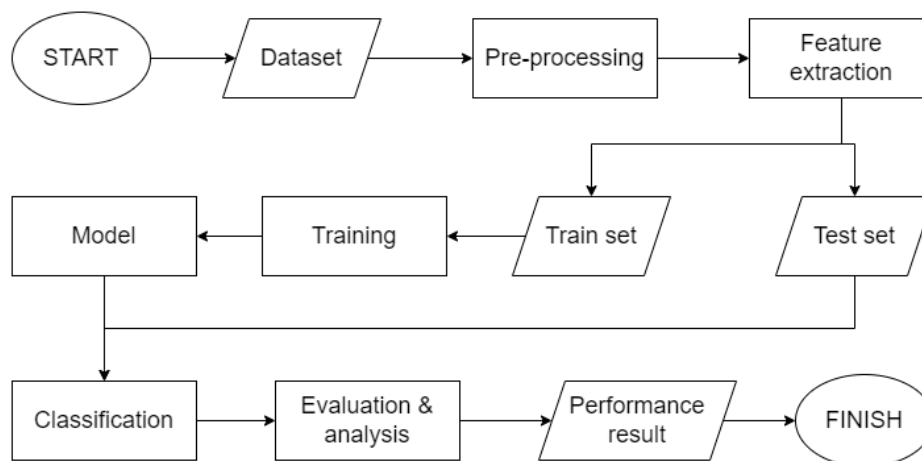 START
Dataset
Pre-processing
Feature
extraction
Model
Training
Train set
Test set
Classification
Evaluation &
analysis
Performance
result
FINISH